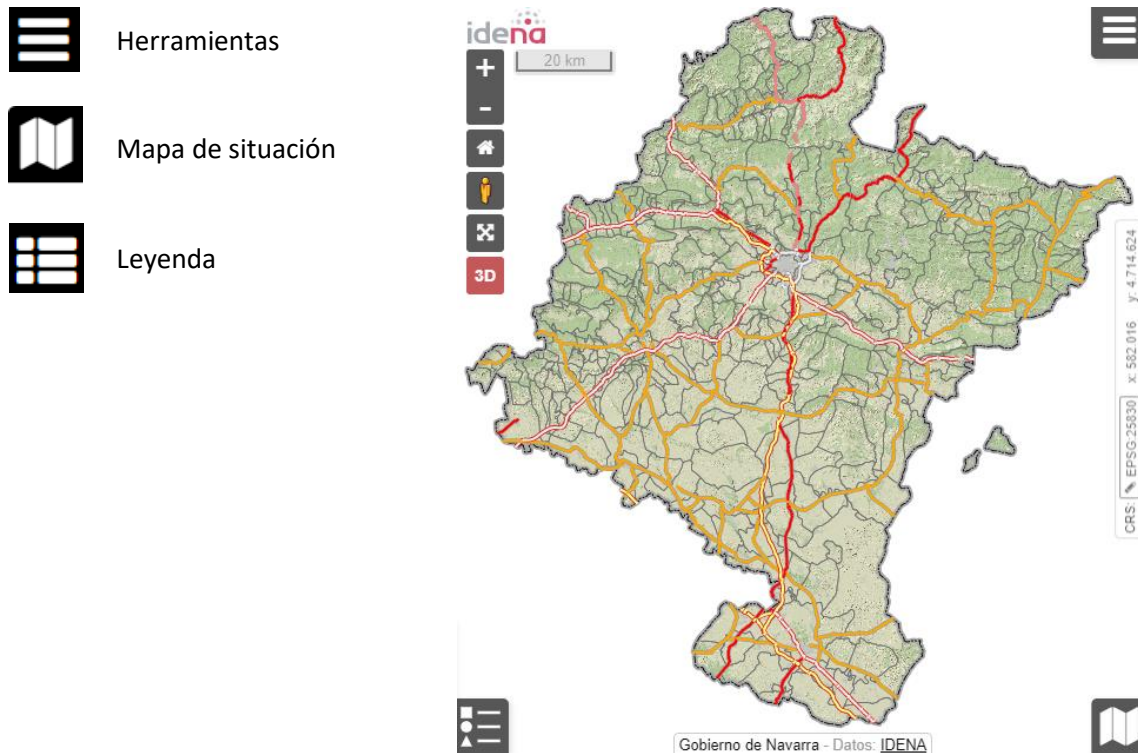 Herramientas
Mapa de situación
Leyenda
idena
20 km
+
-
3D
CRS: EPSG:25830 x: 582.016 y: 4.714.624
Gobierno de Navarra - Datos: IDENA